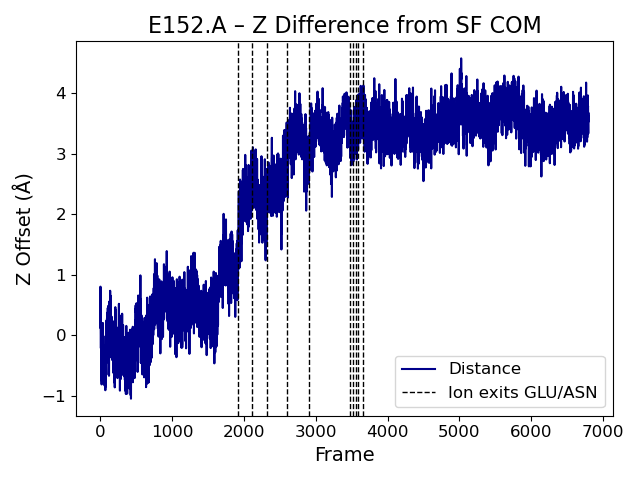 E152.A – Z Difference from SF COM
Z Offset (Å)
4
3
2
1
0
−1
Distance
Ion exits GLU/ASN
0 1000 2000 3000 4000 5000 6000 7000
Frame